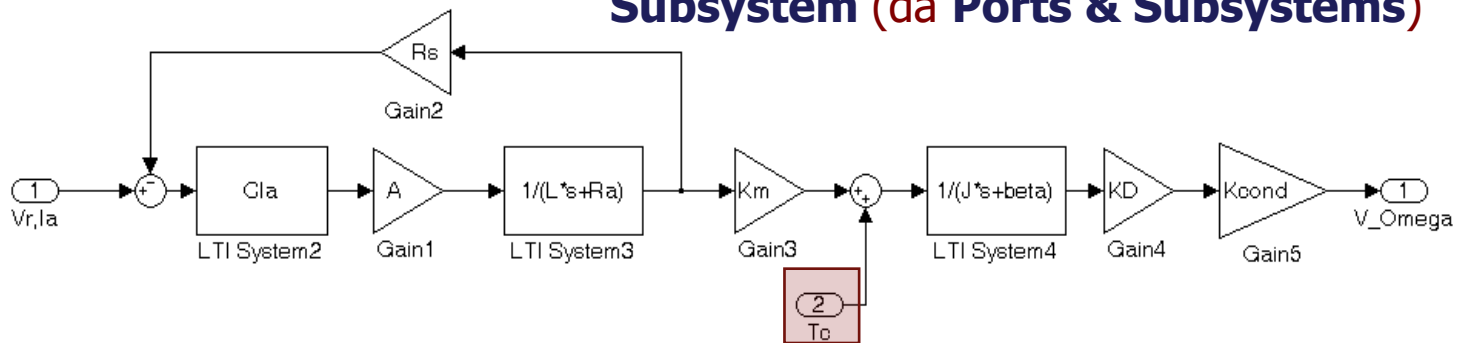 Subsystem (da Ports & Subsystems)
Rs
Gain2
1
Vr,Ia
+
-
CIa
LTI System2
A
Gain1
1/(L*s+Ra)
LTI System3
Km
Gain3
+
+
1/(J*s+beta)
LTI System4
KD
Gain4
Kcond
Gain5
1
V_Omega
2
Tc